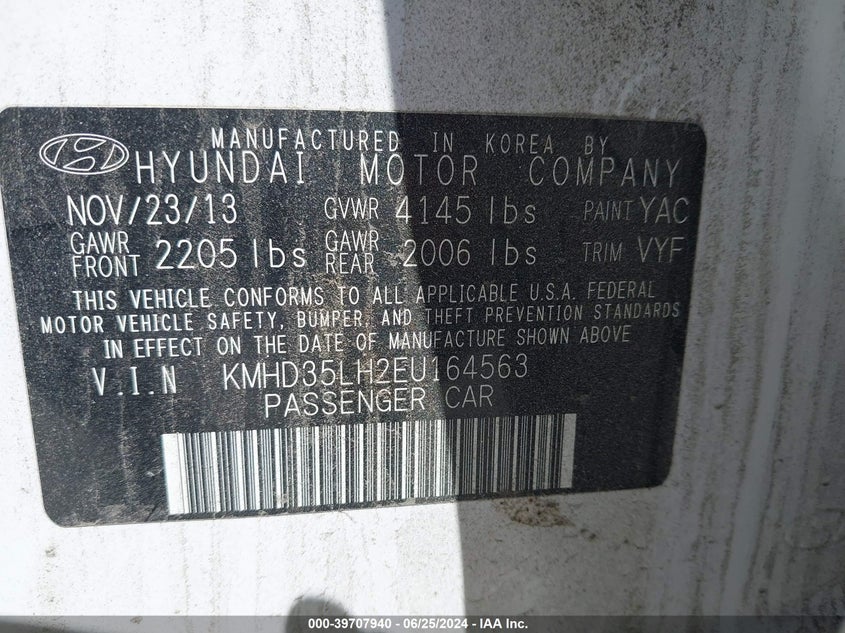 MANUFACTURED IN KOREA BY
HYUNDAI MOTOR COMPANY
NOV/23/13 GVWR 4145 lbs PAINT YAC
GAWR FRONT 2205 lbs GAWR REAR 2006 lbs TRIM VYF
THIS VEHICLE CONFORMS TO ALL APPLICABLE U.S.A. FEDERAL
MOTOR VEHICLE SAFETY, BUMPER, AND THEFT PREVENTION STANDARDS
IN EFFECT ON THE DATE OF MANUFACTURE SHOWN ABOVE
V.I.N KMHD35LH2EU164563
PASSENGER CAR
000-39707940 - 06/25/2024 - IAA Inc.